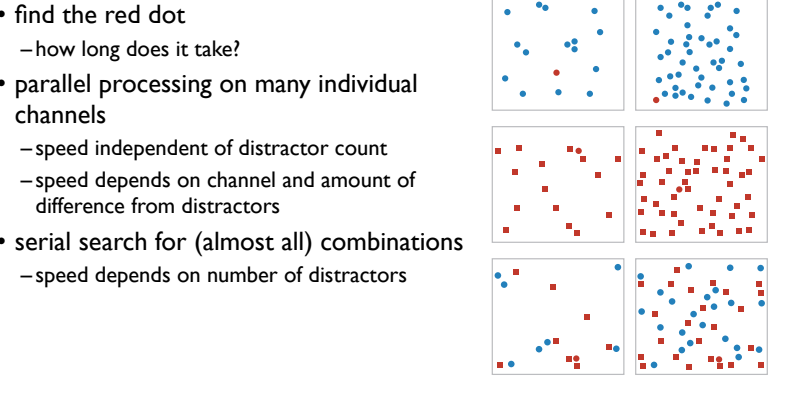 • find the red dot
–how long does it take?
• parallel processing on many individual
channels
–speed independent of distractor count
–speed depends on channel and amount of
difference from distractors
• serial search for (almost all) combinations
–speed depends on number of distractors